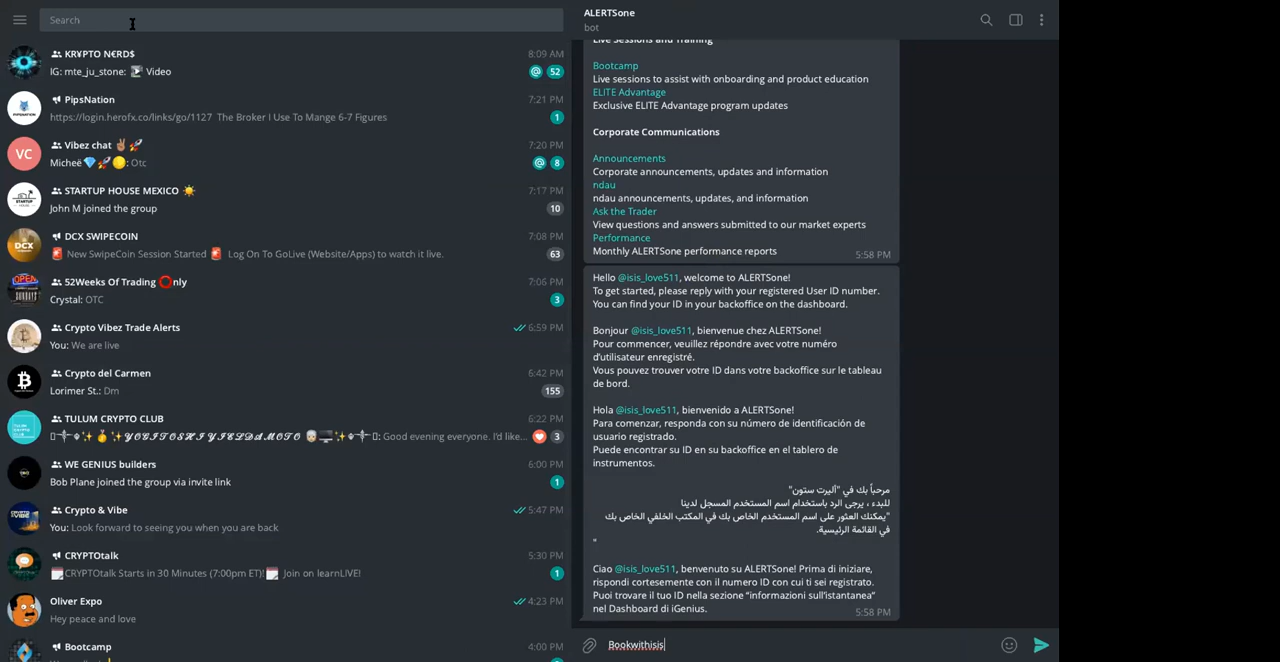 Search
KR¥PTO N€RD$
8:09 AM
IG: mte_ju_stone: Video
@ 52
PipsNation
7:21 PM
https://login.herofx.co/links/go/1127 The Broker I Use To Mange 6-7 Figures
1
Vibez chat ✌🏽🚀
7:20 PM
VC
Micheë💎🚀🟡: Otc
@ 8
STARTUP HOUSE MEXICO ☀️
7:17 PM
John M joined the group
10
DCX SWIPECOIN
7:08 PM
🚨 New SwipeCoin Session Started 🚨 Log On To GoLive (Website/Apps) to watch it live.
63
52Weeks Of Trading ⭕nly
7:06 PM
Crystal: OTC
3
Crypto Vibez Trade Alerts
6:59 PM
You: We are live
Crypto del Carmen
6:42 PM
Lorimer St.: Dm
155
TULUM CRYPTO CLUB
6:22 PM
𝓨𝓞𝓖𝓘𝓣𝓞𝓢𝓗𝓘 𝓨𝓘𝓔𝓛𝓓𝓐𝓜𝓞𝓣𝓞: Good evening everyone. I'd like...
3
WE GENIUS builders
6:00 PM
Bob Plane joined the group via invite link
1
Crypto & Vibe
5:47 PM
You: Look forward to seeing you when you are back
CRYPTOtalk
5:30 PM
🗓️CRYPTOtalk Starts in 30 Minutes (7:00pm ET)!🗓️ Join on learnLIVE!
1
Oliver Expo
4:23 PM
Hey peace and love
Bootcamp
4:00 PM
ALERTSone
bot
Live Sessions and Training
Bootcamp
Live sessions to assist with onboarding and product education
ELITE Advantage
Exclusive ELITE Advantage program updates
Corporate Communications
Announcements
Corporate announcements, updates and information
ndau
ndau announcements, updates, and information
Ask the Trader
View questions and answers submitted to our market experts
Performance
Monthly ALERTSone performance reports
5:58 PM
Hello @isis_love511, welcome to ALERTSone!
To get started, please reply with your registered User ID number.
You can find your ID in your backoffice on the dashboard.
Bonjour @isis_love511, bienvenue chez ALERTSone!
Pour commencer, veuillez répondre avec votre numéro
d'utilisateur enregistré.
Vous pouvez trouver votre ID dans votre backoffice sur le tableau
de bord.
Hola @isis_love511, bienvenido a ALERTSone!
Para comenzar, responda con su número de identificación de
usuario registrado.
Puede encontrar su ID en su backoffice en el tablero de
instrumentos.
مرحباً بك في "أليرت ستون"
للبدء ، يرجى الرد باستخدام اسم المستخدم المسجل لدينا
"يمكنك العثور على اسم المستخدم الخاص بك في المكتب الخلفي الخاص بك
في القائمة الرئيسية.
"
Ciao @isis_love511, benvenuto su ALERTSone! Prima di iniziare,
rispondi cortesemente con il numero ID con cui ti sei registrato.
Puoi trovare il tuo ID nella sezione “informazioni sull'istantanea”
nel Dashboard di iGenius.
5:58 PM
Bookwithisis